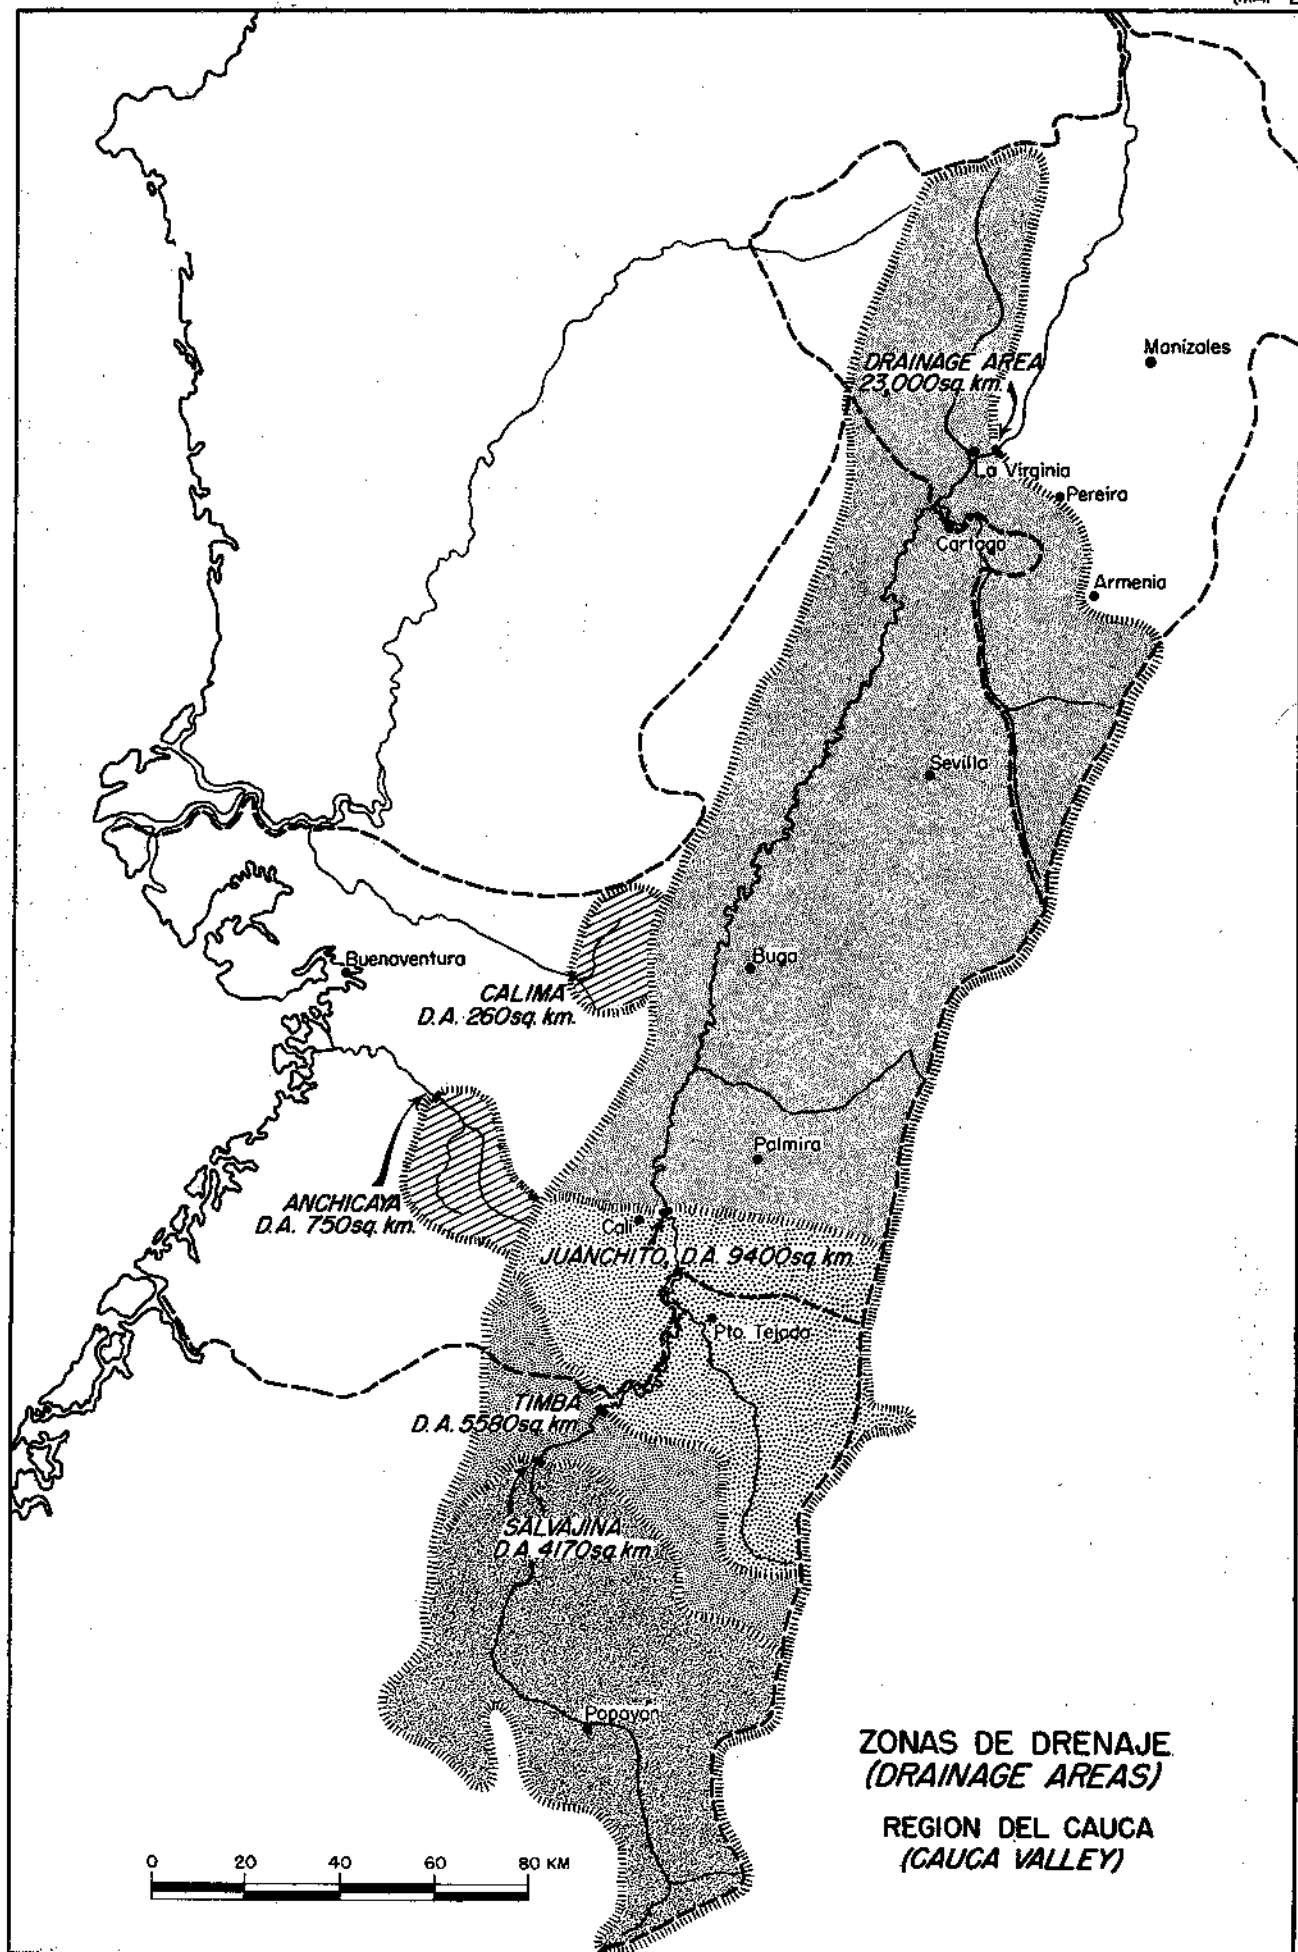 Manizales
DRAINAGE AREA
23,000sq. km.
La Virginia
Pereira
Cartago
Armenia
Sevilla
Buenaventura
Buga
CALIMA
D.A. 260sq. km.
Palmira
ANCHICAYA
D.A. 750sq. km.
Cali
JUANCHITO, D.A. 9400sq. km.
Pto. Tejada
TIMBA
D.A. 5580sq. km.
SALVAJINA
D.A. 4170sq. km.
Popoyán
ZONAS DE DRENAJE
(DRAINAGE AREAS)
REGION DEL CAUCA
(CAUCA VALLEY)
0 20 40 60 80 KM